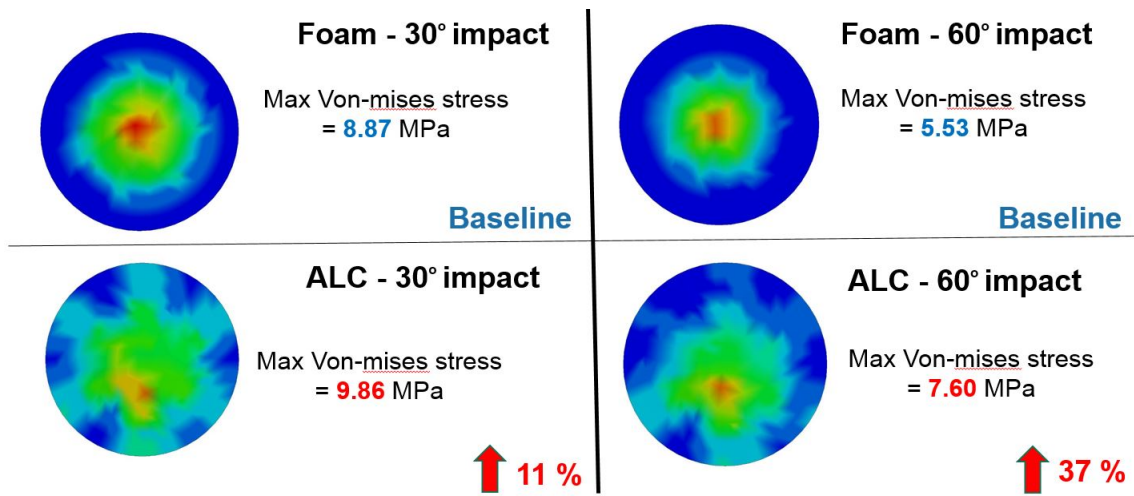 Foam - 30° impact
Max Von-mises stress
= 8.87 MPa
Baseline
Foam - 60° impact
Max Von-mises stress
= 5.53 MPa
Baseline
ALC - 30° impact
Max Von-mises stress
= 9.86 MPa
11 %
ALC - 60° impact
Max Von-mises stress
= 7.60 MPa
37 %